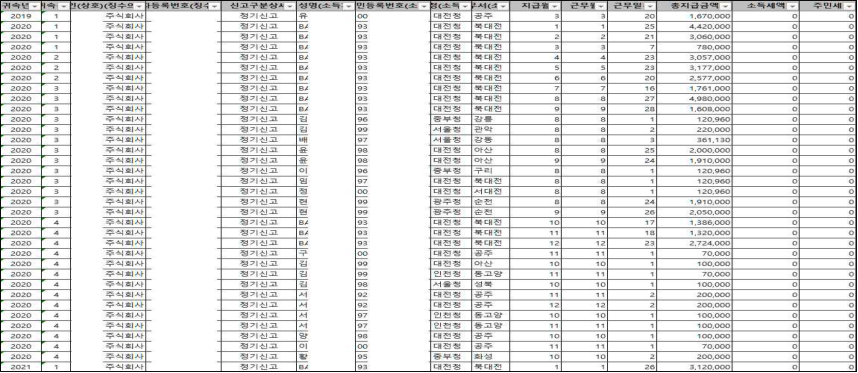 귀속년 귀속 인(상호)(징수의 등록번호(징수 신고구분상세 성명(소득 민등록번호(소 청(소득 서(소 지급월 근무월 근무일 총지급금액 소득세액 주민세
2019 1 주식회사 정기신고 유 00 대전청 공주 3 3 20 1,670,000 0 0
2020 1 주식회사 정기신고 BA 93 대전청 북대전 1 1 25 4,420,000 0 0
2020 1 주식회사 정기신고 BA 93 대전청 북대전 2 2 21 3,060,000 0 0
2020 1 주식회사 정기신고 BA 93 대전청 북대전 3 3 7 780,000 0 0
2020 2 주식회사 정기신고 BA 93 대전청 북대전 4 4 23 3,057,000 0 0
2020 2 주식회사 정기신고 BA 93 대전청 북대전 5 5 23 3,177,000 0 0
2020 2 주식회사 정기신고 BA 93 대전청 북대전 6 6 20 2,577,000 0 0
2020 3 주식회사 정기신고 BA 93 대전청 북대전 7 7 16 1,761,000 0 0
2020 3 주식회사 정기신고 BA 93 대전청 북대전 8 8 27 4,980,000 0 0
2020 3 주식회사 정기신고 BA 93 대전청 북대전 9 9 28 1,608,000 0 0
2020 3 주식회사 정기신고 김 96 중부청 강릉 8 8 1 120,960 0 0
2020 3 주식회사 정기신고 김 99 서울청 관악 8 8 2 220,000 0 0
2020 3 주식회사 정기신고 배 97 서울청 강동 8 8 3 361,130 0 0
2020 3 주식회사 정기신고 윤 98 대전청 아산 8 8 25 2,000,000 0 0
2020 3 주식회사 정기신고 윤 98 대전청 아산 9 9 24 1,910,000 0 0
2020 3 주식회사 정기신고 이 96 중부청 구리 8 8 1 120,960 0 0
2020 3 주식회사 정기신고 임 97 대전청 북대전 8 8 1 120,960 0 0
2020 3 주식회사 정기신고 정 00 대전청 서대전 8 8 1 120,960 0 0
2020 3 주식회사 정기신고 현 99 광주청 순천 8 8 24 1,910,000 0 0
2020 3 주식회사 정기신고 현 99 광주청 순천 9 9 26 2,050,000 0 0
2020 4 주식회사 정기신고 BA 93 대전청 북대전 10 10 17 1,386,000 0 0
2020 4 주식회사 정기신고 BA 93 대전청 북대전 11 11 18 1,320,000 0 0
2020 4 주식회사 정기신고 BA 93 대전청 북대전 12 12 23 2,724,000 0 0
2020 4 주식회사 정기신고 구 00 대전청 공주 11 11 1 70,000 0 0
2020 4 주식회사 정기신고 김 99 대전청 아산 10 10 1 100,000 0 0
2020 4 주식회사 정기신고 김 99 인천청 동고양 11 11 1 70,000 0 0
2020 4 주식회사 정기신고 김 98 서울청 성북 10 10 1 100,000 0 0
2020 4 주식회사 정기신고 서 92 대전청 공주 11 11 2 200,000 0 0
2020 4 주식회사 정기신고 서 92 대전청 공주 12 12 2 200,000 0 0
2020 4 주식회사 정기신고 서 97 인천청 동고양 10 10 1 100,000 0 0
2020 4 주식회사 정기신고 서 97 인천청 동고양 11 11 1 100,000 0 0
2020 4 주식회사 정기신고 양 98 대전청 공주 10 10 1 100,000 0 0
2020 4 주식회사 정기신고 이 00 대전청 공주 11 11 1 70,000 0 0
2020 4 주식회사 정기신고 황 95 중부청 화성 10 10 2 200,000 0 0
2021 1 주식회사 정기신고 BA 93 대전청 북대전 1 1 26 3,120,000 0 0